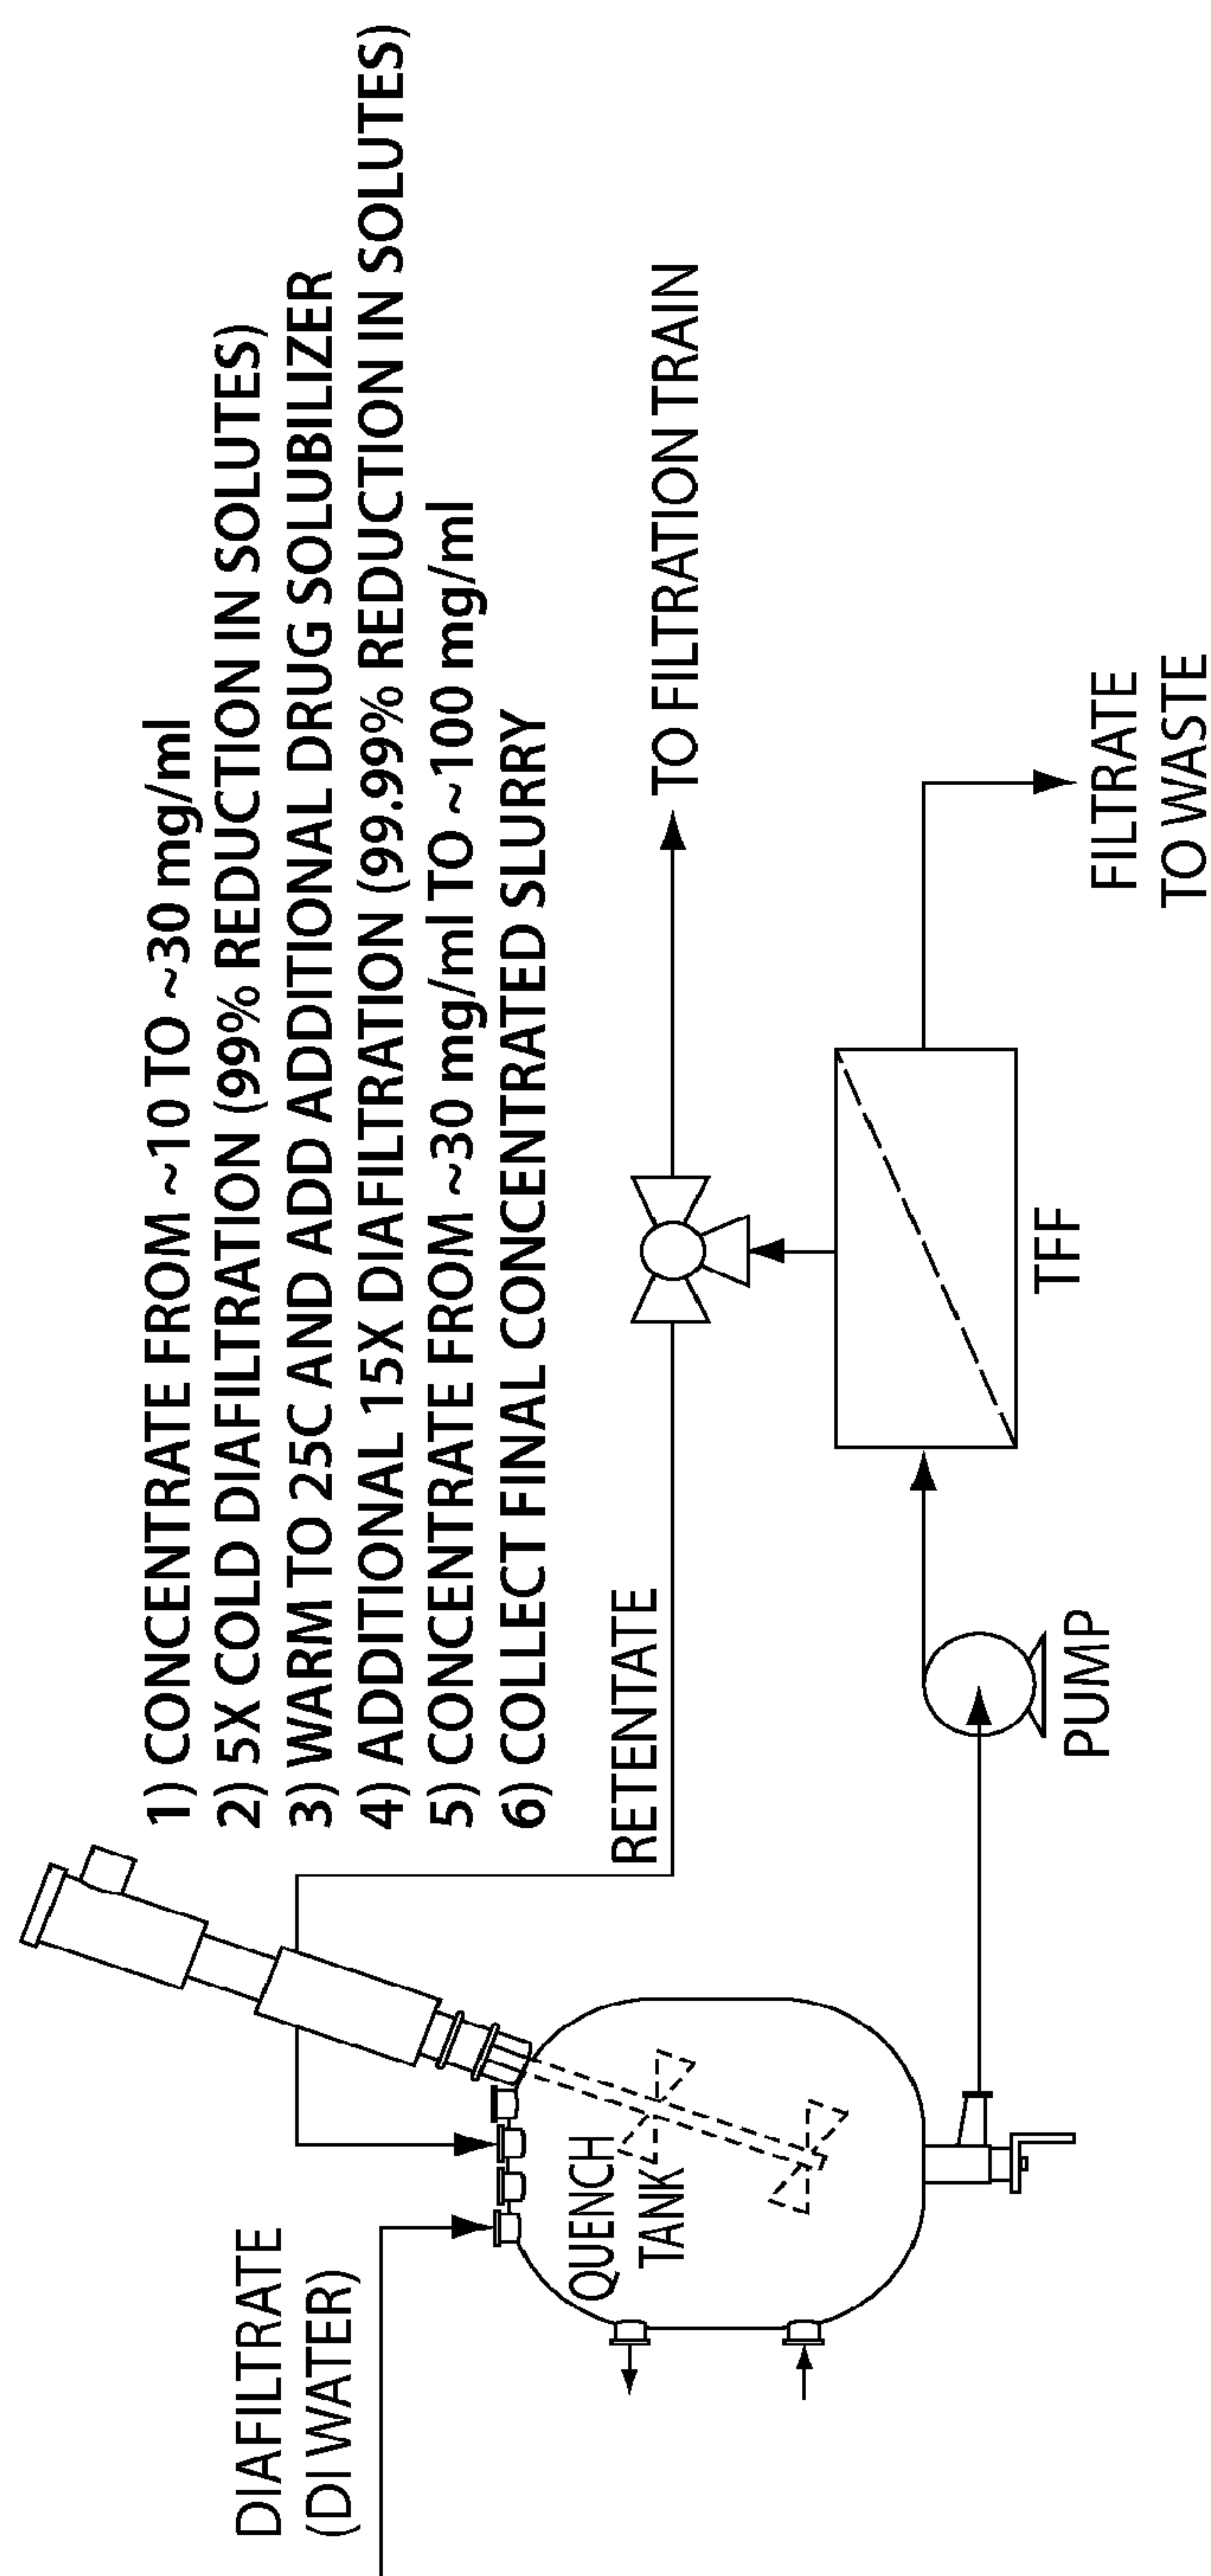 1) CONCENTRATE FROM ~10 TO ~30 mg/ml
2) 5X COLD DIAFILTRATION (99% REDUCTION IN SOLUTES)
3) WARM TO 25C AND ADD ADDITIONAL DRUG SOLUBILIZER
4) ADDITIONAL 15X DIAFILTRATION (99.99% REDUCTION IN SOLUTES)
5) CONCENTRATE FROM ~30 mg/ml TO ~100 mg/ml
6) COLLECT FINAL CONCENTRATED SLURRY
DIAFILTRATE
(DI WATER)
RETENTATE
TO FILTRATION TRAIN
QUENCH
TANK
PUMP
TFF
FILTRATE
TO WASTE